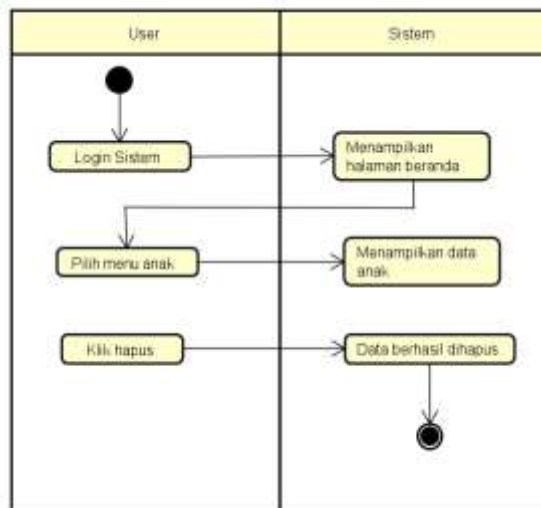 User
Sistem
Login Sistem
Menampilkan
halaman beranda
Pilih menu anak
Menampilkan data
anak
Klik hapus
Data berhasil dihapus